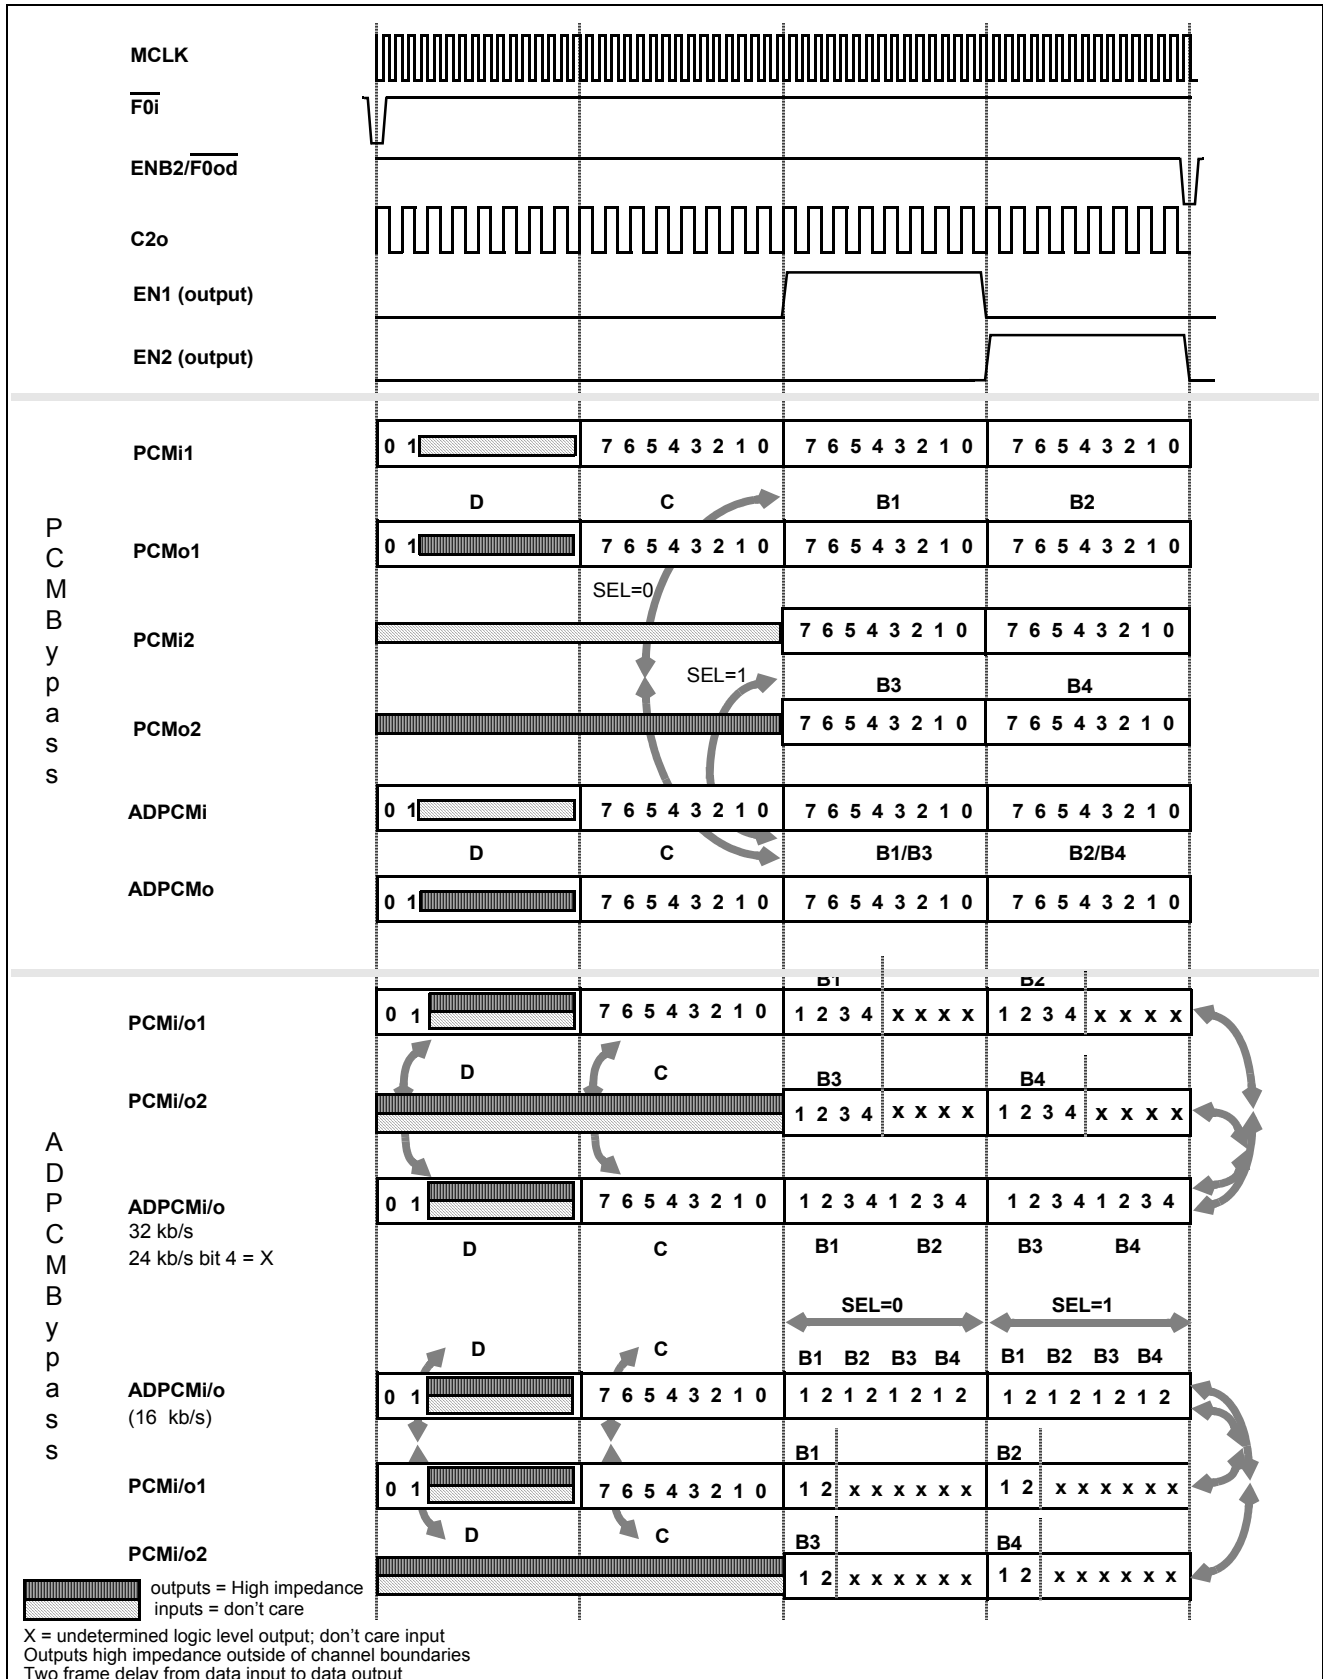 MCLK
F0i
ENB2/F0od
C2o
EN1 (output)
EN2 (output)
PCM Bypass
PCMi1
0 1
7 6 5 4 3 2 1 0
7 6 5 4 3 2 1 0
7 6 5 4 3 2 1 0
D
C
B1
B2
PCMo1
0 1
7 6 5 4 3 2 1 0
7 6 5 4 3 2 1 0
7 6 5 4 3 2 1 0
SEL=0
PCMi2
7 6 5 4 3 2 1 0
7 6 5 4 3 2 1 0
SEL=1
B3
B4
PCMo2
7 6 5 4 3 2 1 0
7 6 5 4 3 2 1 0
ADPCMi
0 1
7 6 5 4 3 2 1 0
7 6 5 4 3 2 1 0
7 6 5 4 3 2 1 0
D
C
B1/B3
B2/B4
ADPCMo
0 1
7 6 5 4 3 2 1 0
7 6 5 4 3 2 1 0
7 6 5 4 3 2 1 0
ADPCM Bypass
B1
B2
PCMi/o1
0 1
7 6 5 4 3 2 1 0
1 2 3 4 x x x x
1 2 3 4 x x x x
D
C
B3
B4
PCMi/o2
1 2 3 4 x x x x
1 2 3 4 x x x x
ADPCMi/o
32 kb/s
24 kb/s bit 4 = X
0 1
7 6 5 4 3 2 1 0
1 2 3 4 1 2 3 4
1 2 3 4 1 2 3 4
D
C
B1
B2
B3
B4
SEL=0
SEL=1
D
C
B1 B2 B3 B4
B1 B2 B3 B4
ADPCMi/o
(16 kb/s)
0 1
7 6 5 4 3 2 1 0
1 2 1 2 1 2 1 2
1 2 1 2 1 2 1 2
B1
B2
PCMi/o1
0 1
7 6 5 4 3 2 1 0
1 2 x x x x x x
1 2 x x x x x x
D
C
B3
B4
PCMi/o2
1 2 x x x x x x
1 2 x x x x x x
outputs = High impedance
inputs = don't care
X = undetermined logic level output; don't care input
Outputs high impedance outside of channel boundaries
Two frame delay from data input to data output